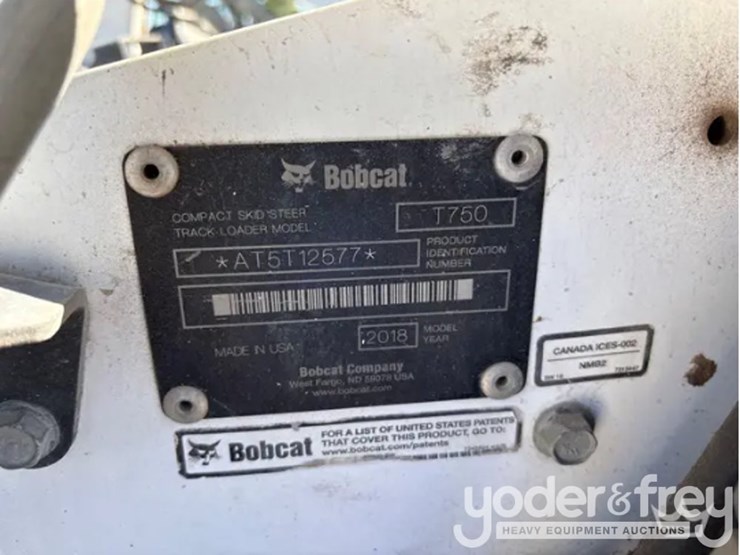 Bobcat
COMPACT SKID STEER
TRACK LOADER MODEL
T750
*AT5T12577*
PRODUCT
IDENTIFICATION
NUMBER
MADE IN USA
2018
MODEL
YEAR
Bobcat Company
West Fargo, ND 58078 USA
www.bobcat.com
CANADA ICES-002
NMB2
Bobcat
FOR A LIST OF UNITED STATES PATENTS
THAT COVER THIS PRODUCT, GO TO:
www.bobcat.com/patents
yoder&frey
HEAVY EQUIPMENT AUCTIONS